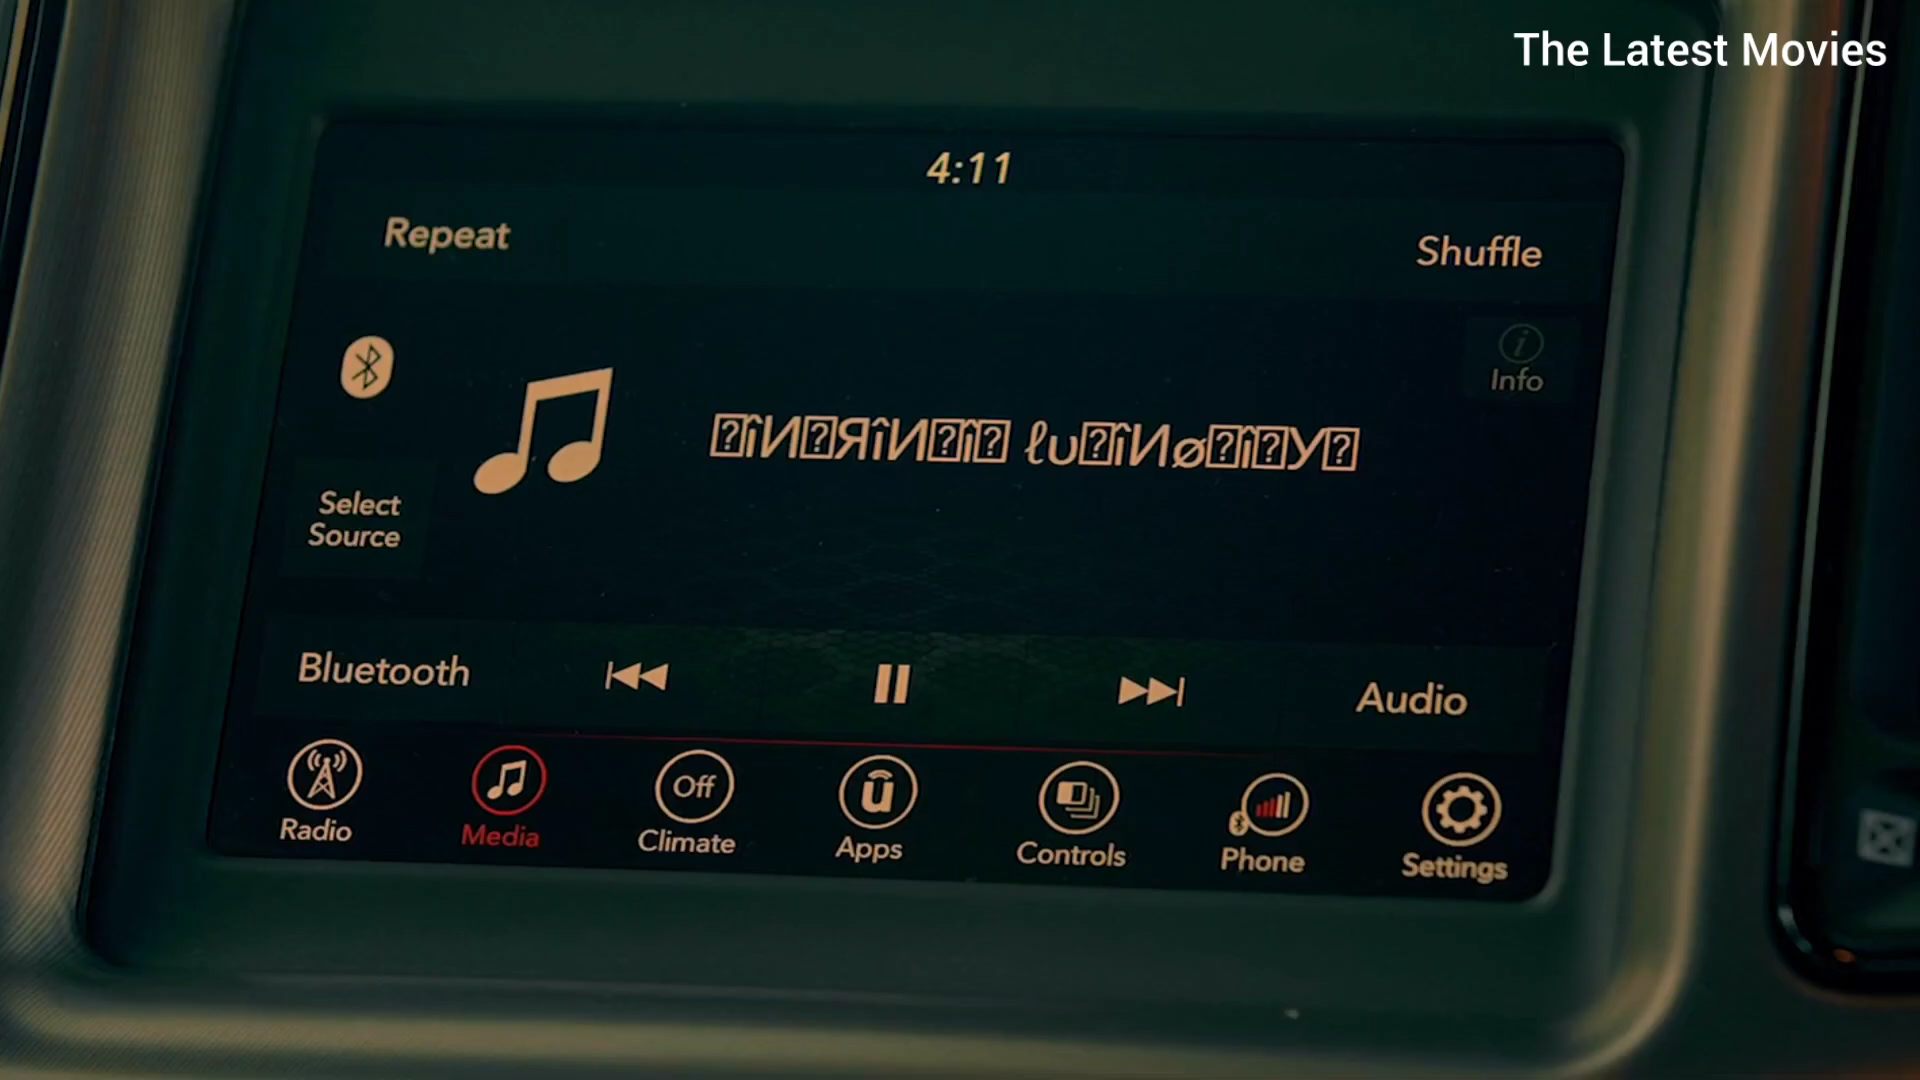 The Latest Movies
4:11
Repeat
Shuffle
Info
Select
Source
Bluetooth
Audio
Radio
Media
Off
Climate
Apps
Controls
Phone
Settings